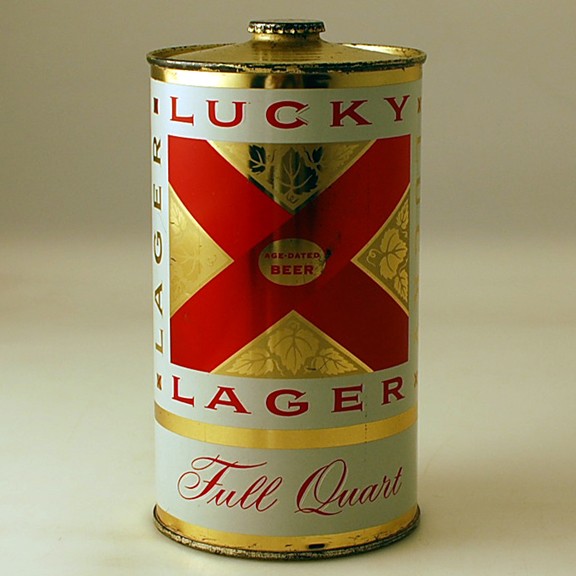 LUCKY
LAGER
AGE-DATED
BEER
LAGER
Full Quart